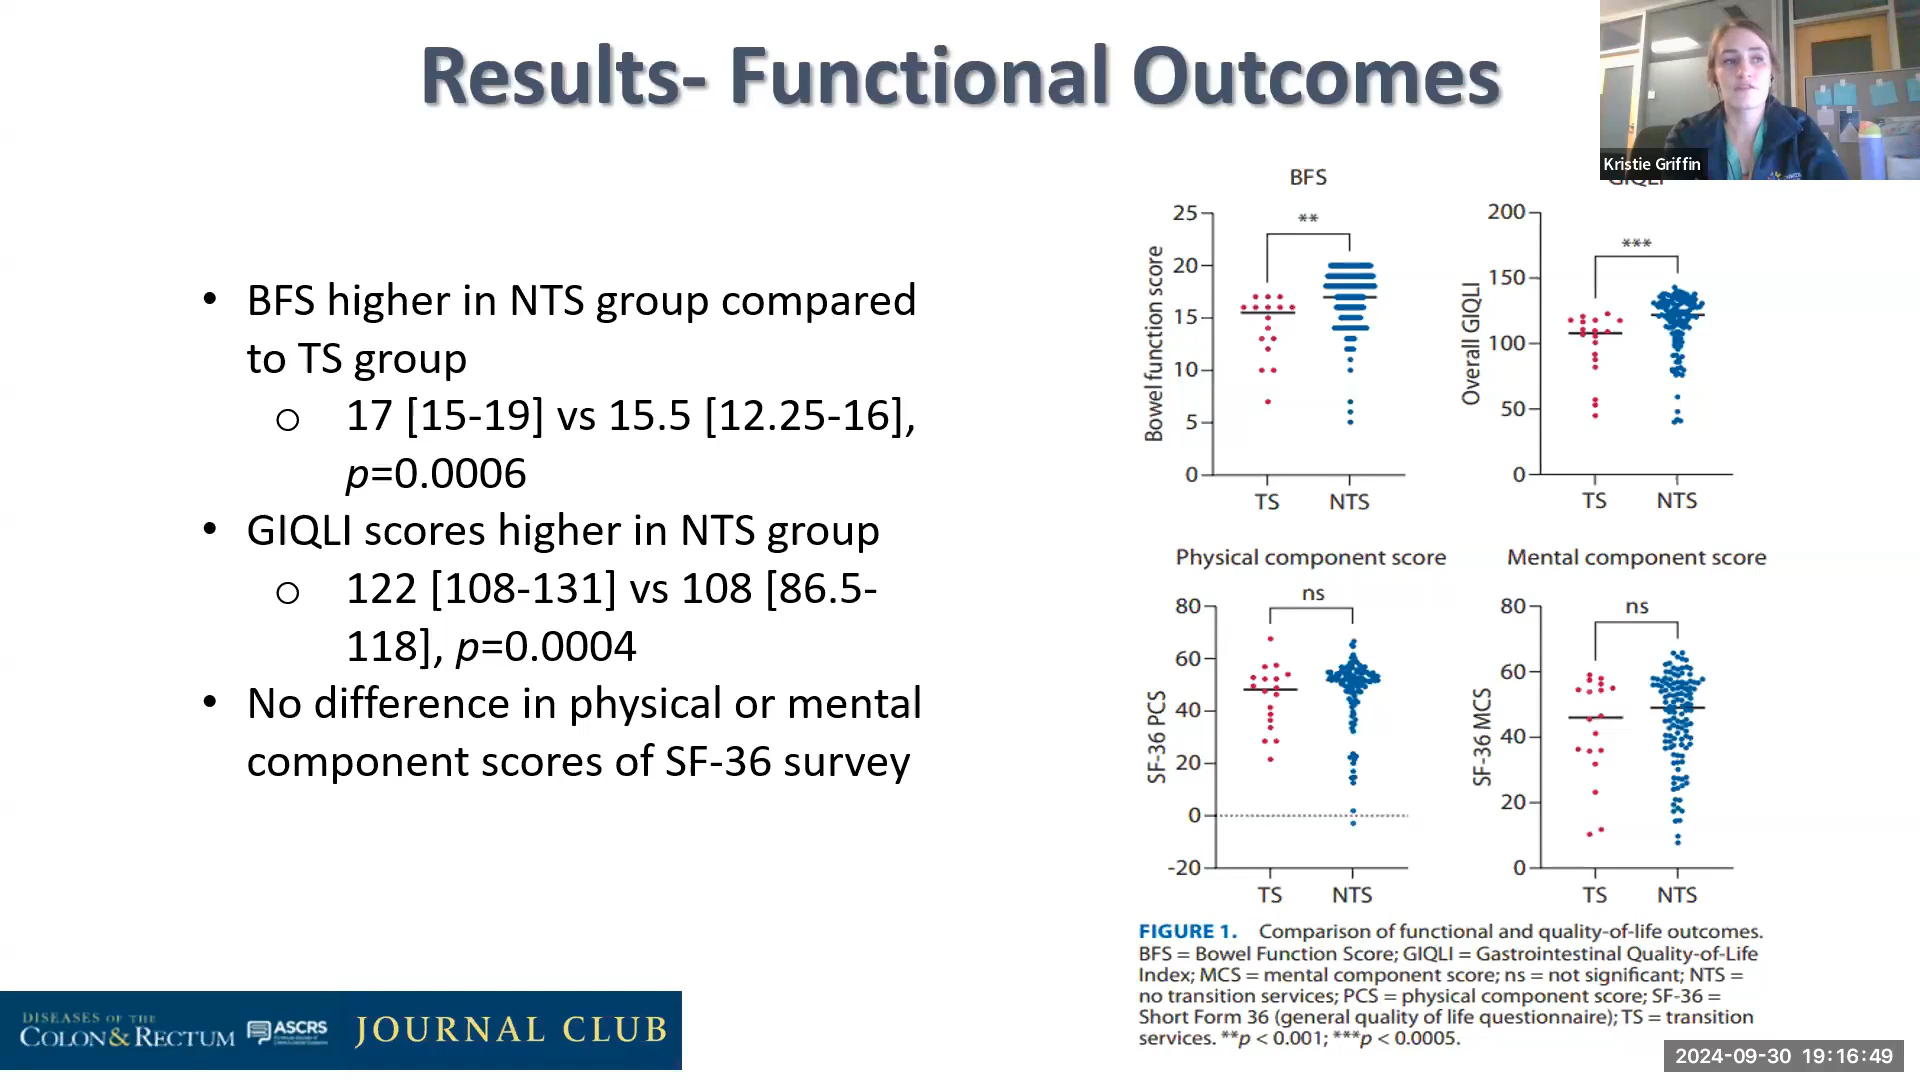 Results- Functional Outcomes
Kristie Griffin
• BFS higher in NTS group compared
to TS group
o 17 [15-19] vs 15.5 [12.25-16],
p=0.0006
• GIQLI scores higher in NTS group
o 122 [108-131] vs 108 [86.5-
118], p=0.0004
• No difference in physical or mental
component scores of SF-36 survey
BFS
Bowel function score
25
20
15
10
5
0
**
TS NTS
GIQLI
Overall GIQLI
200
150
100
50
0
***
TS NTS
Physical component score
SF-36 PCS
80
60
40
20
0
-20
ns
TS NTS
Mental component score
SF-36 MCS
80
60
40
20
0
ns
TS NTS
FIGURE 1. Comparison of functional and quality-of-life outcomes.
BFS = Bowel Function Score; GIQLI = Gastrointestinal Quality-of-Life
Index; MCS = mental component score; ns = not significant; NTS =
no transition services; PCS = physical component score; SF-36 =
Short Form 36 (general quality of life questionnaire); TS = transition
services. **p < 0.001; ***p < 0.0005.
DISEASES OF THE
COLON & RECTUM
ASCRS
JOURNAL CLUB
2024-09-30 19:16:49